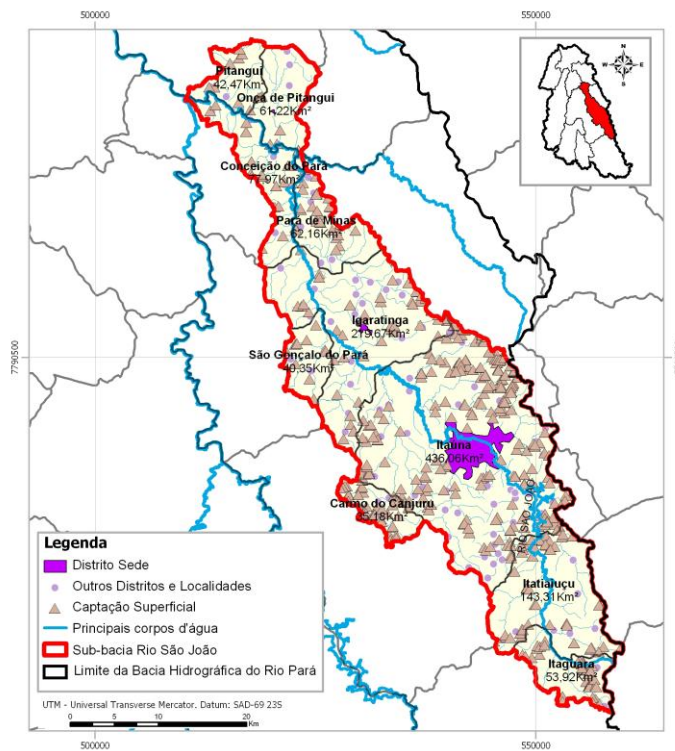 500000
550000
N
W
E
S
Pitangui
42,47Km²
Onça de Pitangui
61,22Km²
Conceição do Pará
77,97Km²
Pará de Minas
62,16Km²
Igaratinga
219,67Km²
7790500
São Gonçalo do Pará
40,35Km²
Itaúna
436,06Km²
Carmo do Cajuru
35,18Km²
RIO SÃO JOÃO
Itatiaiuçu
143,31Km²
Itaguara
53,92Km²
Legenda
Distrito Sede
Outros Distritos e Localidades
Captação Superficial
Principais corpos d'água
Sub-bacia Rio São João
Limite da Bacia Hidrográfica do Rio Pará
UTM - Universal Transverse Mercator. Datum: SAD-69 23S
0 5 10 20
Km
500000
550000